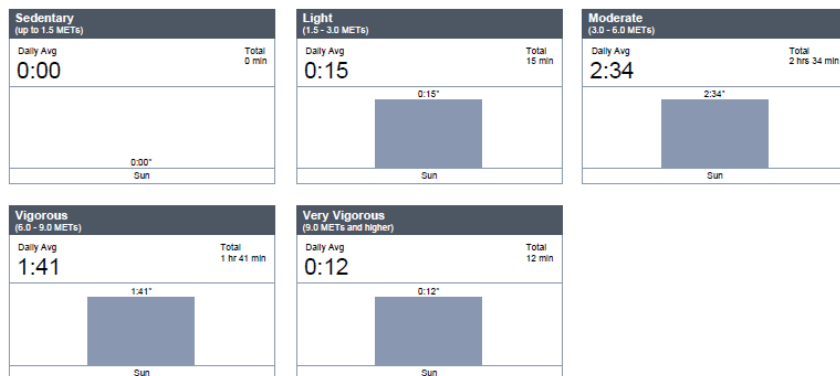 Sedentary
(up to 1.5 METs)
Daily Avg
Total
0:00
0 min
0:00*
Sun
Light
(1.5 - 3.0 METs)
Daily Avg
Total
0:15
15 min
0:15*
Sun
Moderate
(3.0 - 6.0 METs)
Daily Avg
Total
2:34
2 hrs 34 min
2:34*
Sun
Vigorous
(6.0 - 9.0 METs)
Daily Avg
Total
1:41
1 hr 41 min
1:41*
Sun
Very Vigorous
(9.0 METs and higher)
Daily Avg
Total
0:12
12 min
0:12*
Sun